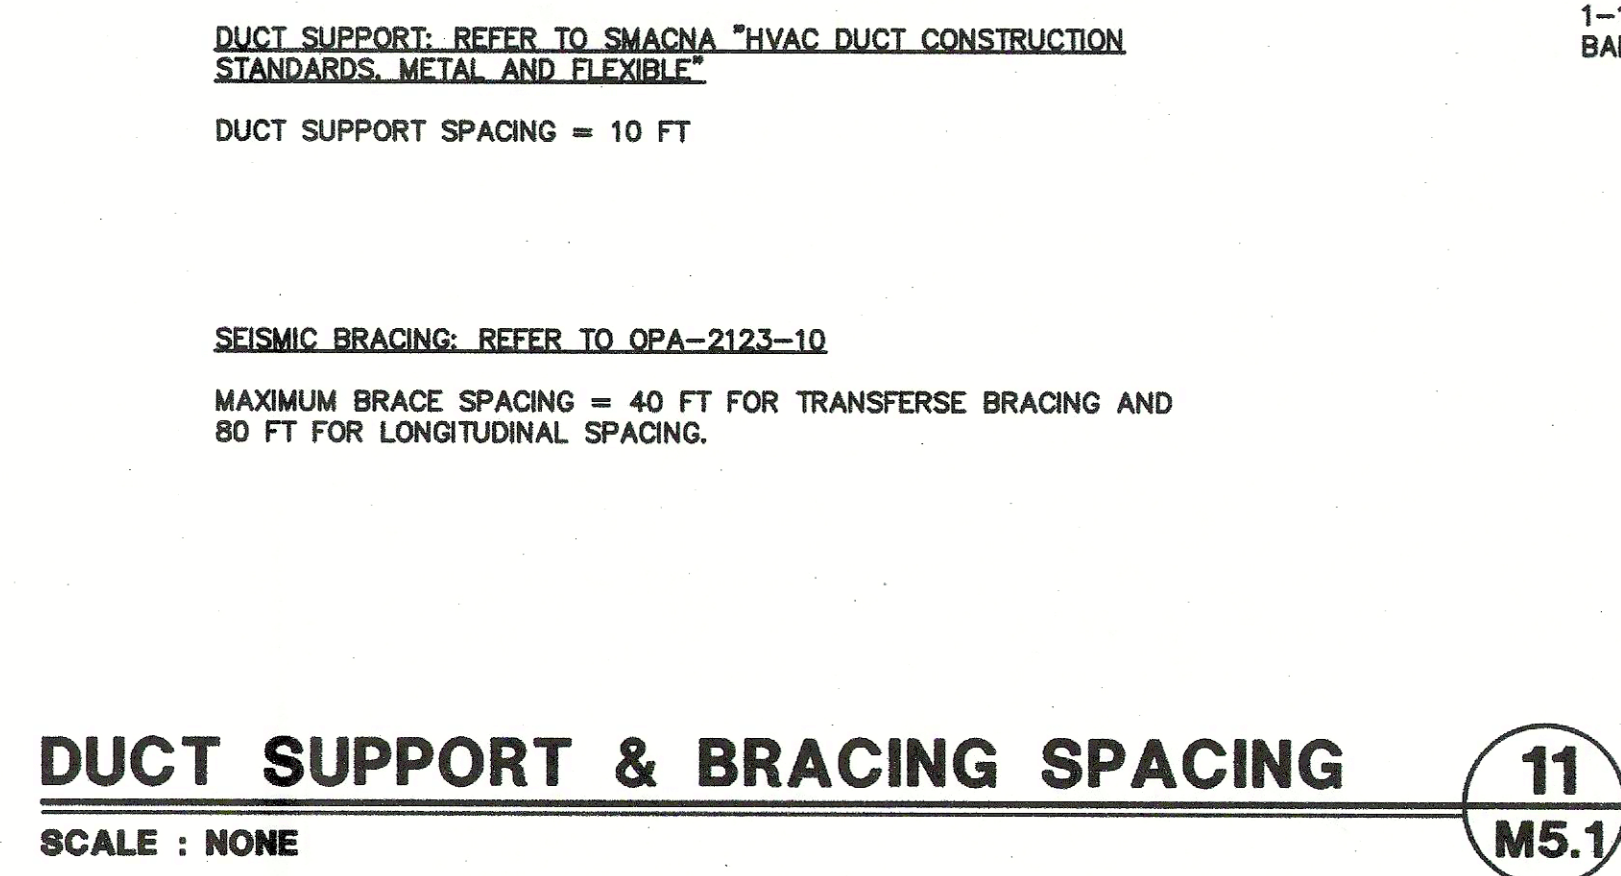 DUCT SUPPORT: REFER TO SMACNA "HVAC DUCT CONSTRUCTION
STANDARDS. METAL AND FLEXIBLE"
DUCT SUPPORT SPACING = 10 FT
SEISMIC BRACING: REFER TO OPA-2123-10
MAXIMUM BRACE SPACING = 40 FT FOR TRANSFERSE BRACING AND
80 FT FOR LONGITUDINAL SPACING.
DUCT SUPPORT & BRACING SPACING
SCALE : NONE
11
M5.1